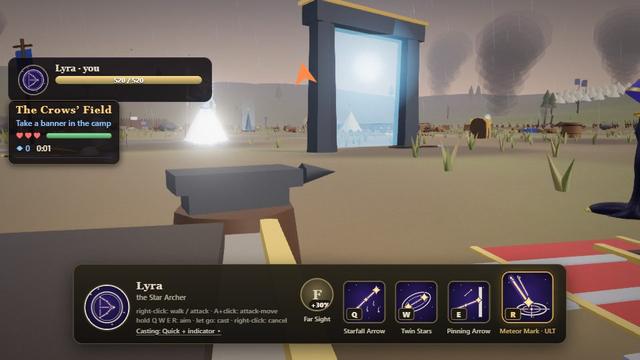 Lyra · you
520 / 520
The Crows' Field
Take a banner in the camp
0 0:01
Lyra
the Star Archer
right-click: walk / attack · A+click: attack-move
hold Q W E R: aim · let go: cast · right-click: cancel
Casting: Quick + indicator
F
+30%
Far Sight
Q
Starfall Arrow
W
Twin Stars
E
Pinning Arrow
R
Meteor Mark · ULT